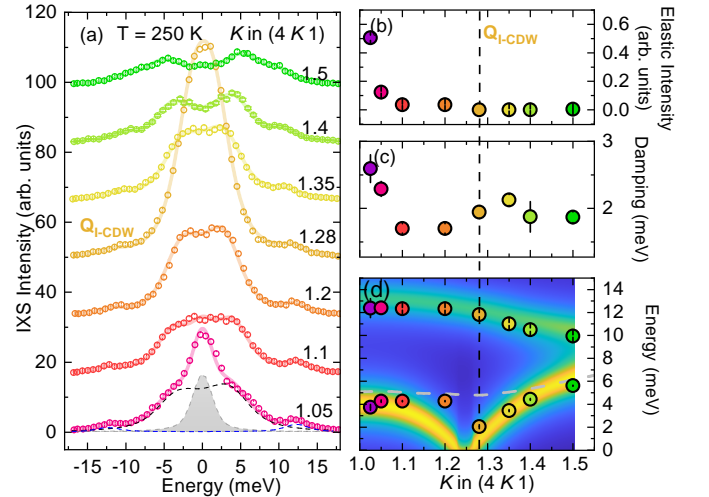 (a) T = 250 K K in (4 K 1)
120
100
80
60
40
20
0
IXS Intensity (arb. units)
1.5
1.4
1.35
Q_I-CDW
1.28
1.2
1.1
1.05
-15 -10 -5 0 5 10 15
Energy (meV)
(b)
Q_I-CDW
0.6
0.4
0.2
0.0
Elastic Intensity
(arb. units)
(c)
3
2
Damping
(meV)
(d)
14
12
10
8
6
4
2
0
Energy (meV)
1.0 1.1 1.2 1.3 1.4 1.5
K in (4 K 1)